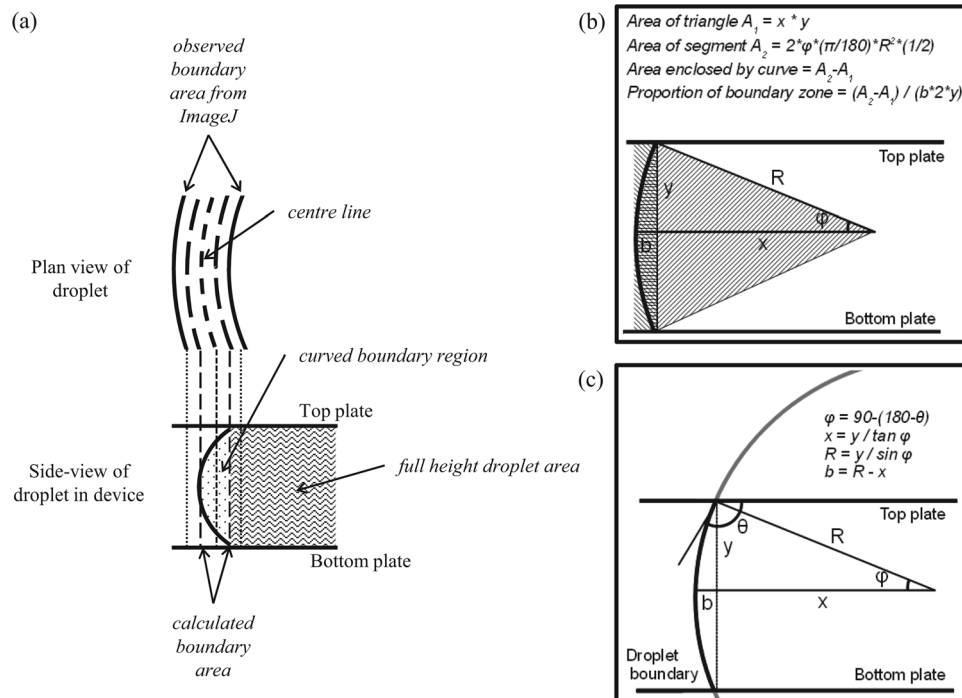 (a)
observed
boundary
area from
ImageJ
centre line
Plan view of
droplet
curved boundary region
Top plate
Side-view of
droplet in device
full height droplet area
Bottom plate
calculated
boundary
area
(b)
Area of triangle A₁ = x * y
Area of segment A₂ = 2*φ*(π/180)*R²*(1/2)
Area enclosed by curve = A₂-A₁
Proportion of boundary zone = (A₂-A₁) / (b*2*y)
Top plate
R
y
φ
b
x
Bottom plate
(c)
φ = 90-(180-θ)
x = y / tan φ
R = y / sin φ
b = R - x
Top plate
θ
R
y
φ
b
x
Droplet
boundary
Bottom plate